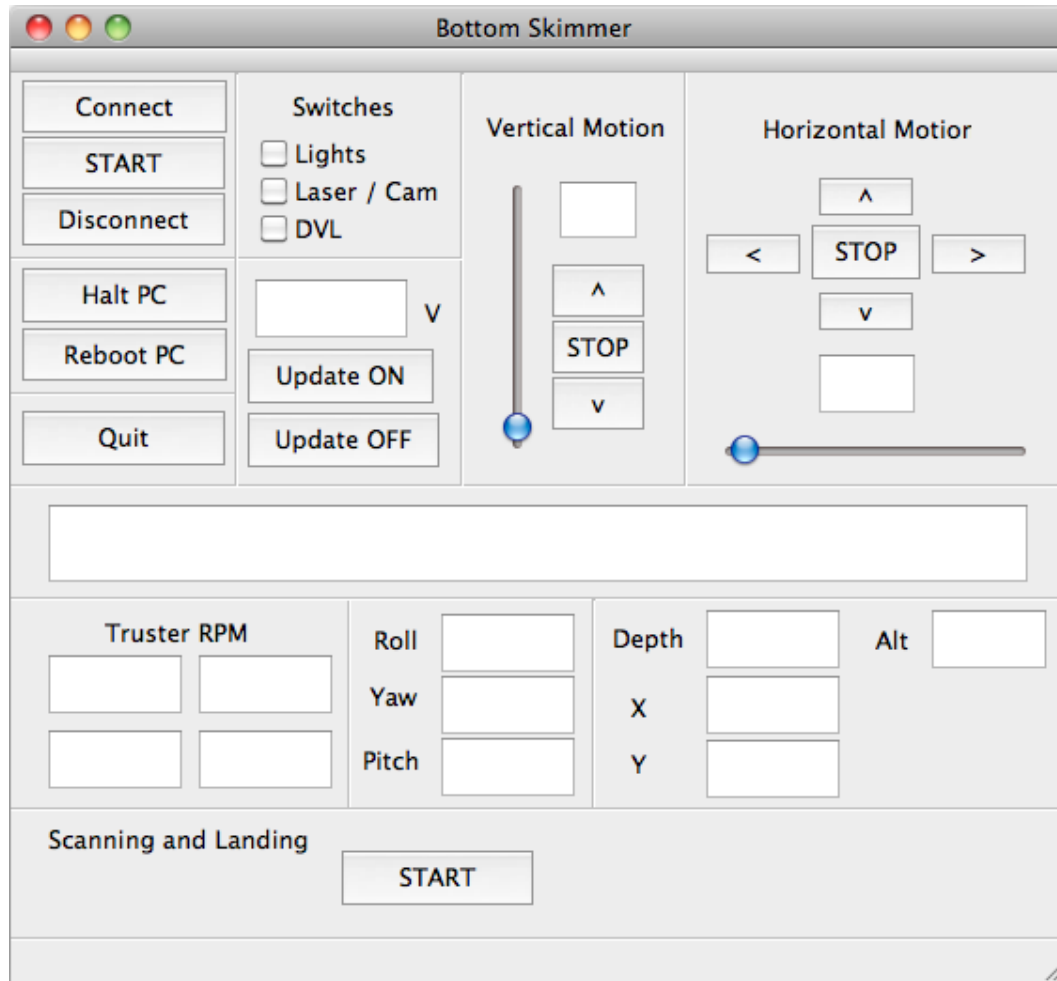 Bottom Skimmer
Connect
START
Disconnect
Halt PC
Reboot PC
Quit
Switches
Lights
Laser / Cam
DVL
V
Update ON
Update OFF
Vertical Motion
^
STOP
v
Horizontal Motior
^
< STOP >
v
Truster RPM
Roll
Yaw
Pitch
Depth
Alt
X
Y
Scanning and Landing
START